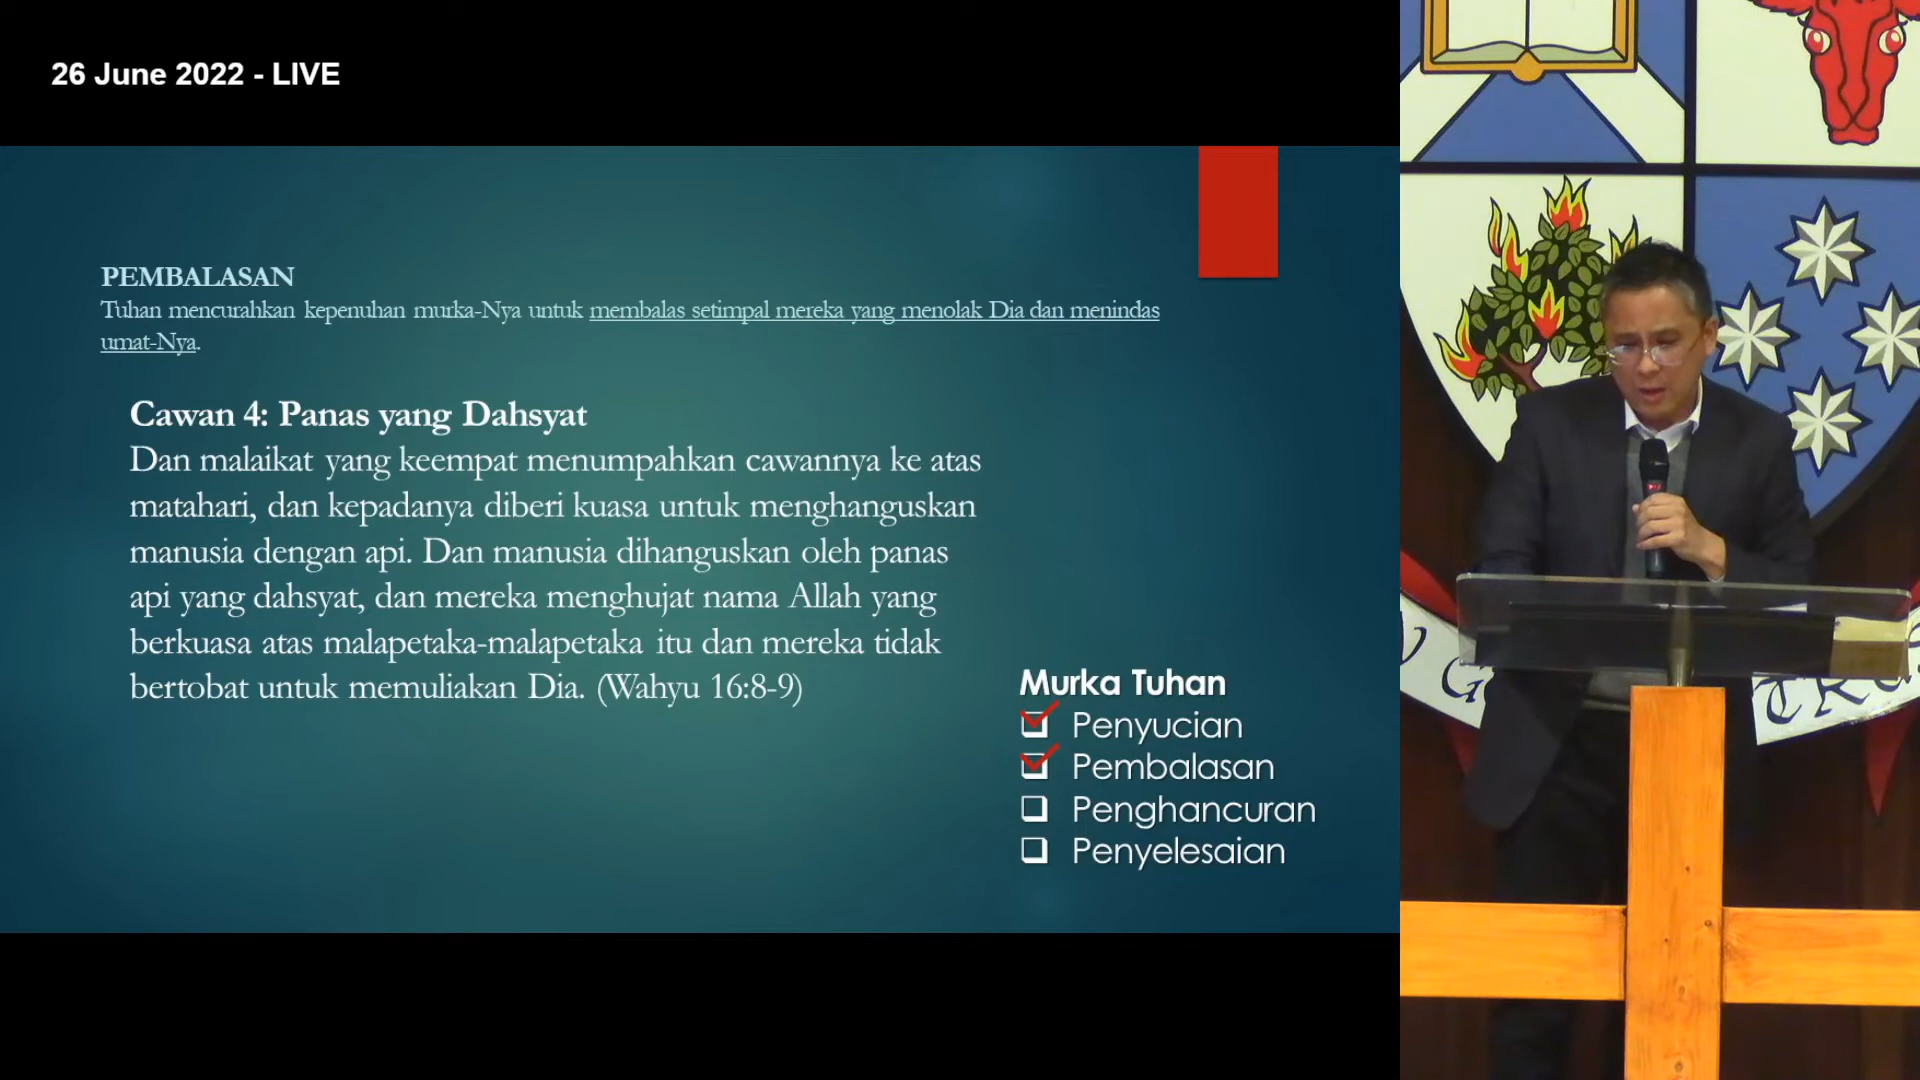 26 June 2022 - LIVE
PEMBALASAN
Tuhan mencurahkan kepenuhan murka-Nya untuk membalas setimpal mereka yang menolak Dia dan menindas
umat-Nya.
Cawan 4: Panas yang Dahsyat
Dan malaikat yang keempat menumpahkan cawannya ke atas
matahari, dan kepadanya diberi kuasa untuk menghanguskan
manusia dengan api. Dan manusia dihanguskan oleh panas
api yang dahsyat, dan mereka menghujat nama Allah yang
berkuasa atas malapetaka-malapetaka itu dan mereka tidak
bertobat untuk memuliakan Dia. (Wahyu 16:8-9)
Murka Tuhan
Penyucian
Pembalasan
Penghancuran
Penyelesaian